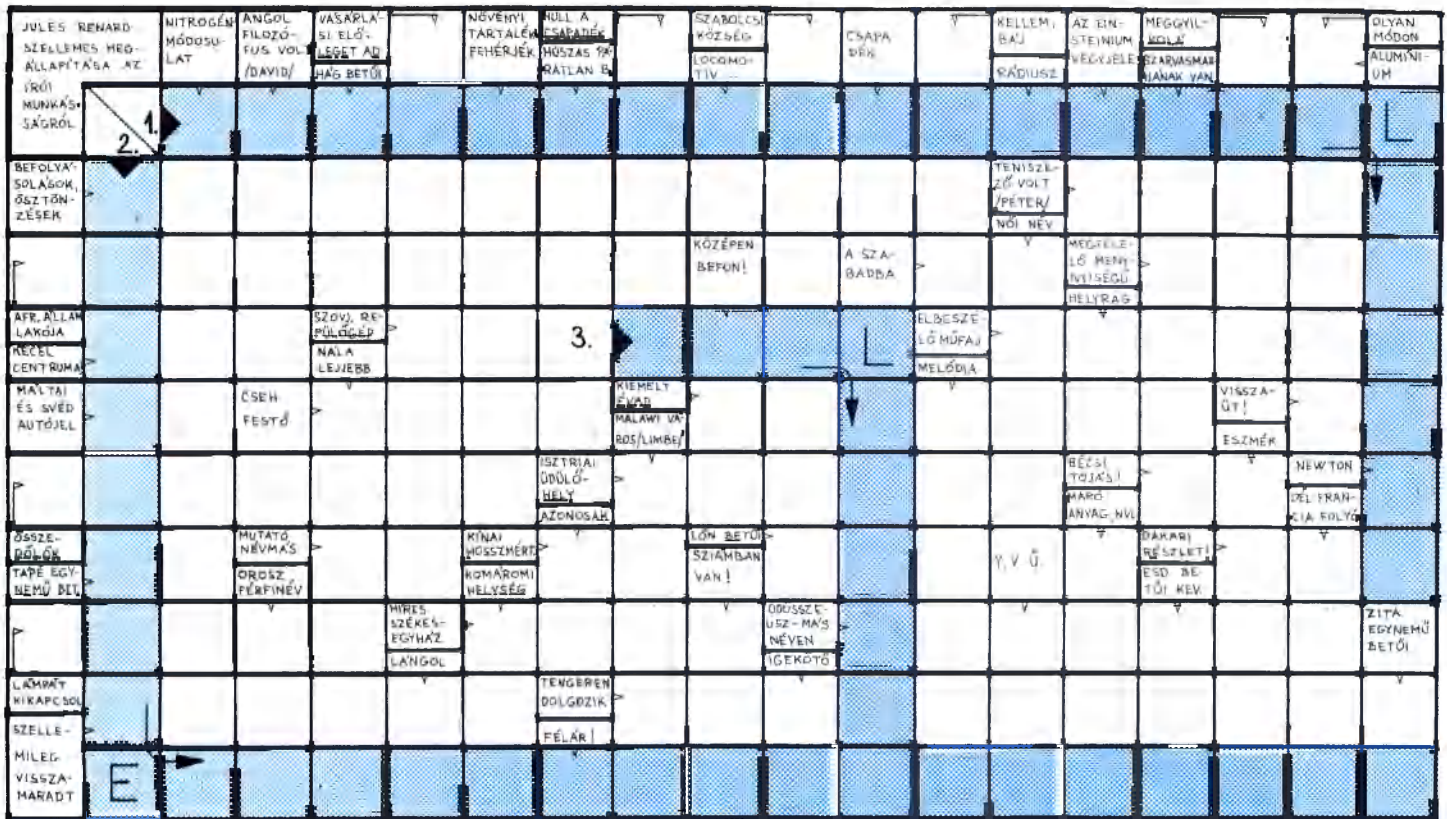 JULES RENARD
SZELLEMES MEG-
ÁLLAPÍTÁSA AZ
ÍRÓI
MUNKÁS-
SÁGRÓL
NITROGÉN
MÓDOSU-
LAT
ANGOL
FILOZÓ-
FUS VOLT
/DAVID/
VÁSÁRLÁ-
SI ELŐ-
LEGET AD
HÁG BETŰI
NÖVÉNYI
TARTALÉK
FEHÉRJÉK
HULL A
CSAPADÉK
HÚSZAS PÁ-
RATLAN B.
SZABOLCSI
KÖZSÉG
LOCOMO-
TÍV
CSAPA
DÉK
KELLEM,
BÁJ
RÁDIUSZ
AZ EIN-
STEINIUM
VEGYJELE
MEGGYIL-
KOLÁ
SZARVASMAR
JÁNAK VAN
OLYAN
MÓDON
ALUMÍNI-
UM
1.
2.
L
BEFOLYÁ-
SOLÁSOK,
ÖSZTÖN-
ZÉSEK
TENISZE-
ZŐ VOLT
/PÉTER/
NŐI NÉV
KÖZÉPEN
BEFON!
A SZA-
BADBA
MEGFELE-
LŐ MENY-
NYISÉGŰ
HELYRAG
AFR. ÁLLAM
LAKÓJA
KECEL
CENTRUMA
SZOVJ. RE-
PÜLŐGÉP
NÁLA
LEJJEBB
3.
L
ELBESZÉ-
LŐ MŰFAJ
MELÓDIA
MÁLTAI
ÉS SVÉD
AUTÓJEL
CSEH
FESTŐ
KIEMELT
ÉVAD
MALAWI VÁ-
ROS/LIMBE/
VISSZA-
ÜT!
ESZMÉK
ISZTRIAI
ÜDÜLŐ-
HELY
AZONOSAK
BÉCSI
TOJÁS!
MARÓ
ANYAG, NVL
NEWTON
DÉL FRAN-
CIA FOLYÓ
ÖSSZE-
DŐLŐK
TAPÉ EGY-
NEMŰ BET.
MUTATÓ
NÉVMÁS
OROSZ
FÉRFINÉV
KÍNAI
HOSSZMÉRT.
KOMÁROMI
HELYSÉG
LŐN BETŰI
SZIÁMBAN
VAN!
Y, V Ű.
DAKARI
RÉSZLET!
ESD. BE-
TŰI KEV.
HÍRES
SZÉKES-
EGYHÁZ
LÁNGOL
ODÜSSZE-
USZ-MÁS
NÉVEN
IGEKÖTŐ
ZITA
EGYNEMŰ
BETŰI
LÁMPÁT
KIKAPCSOL
SZELLE-
MILEG
VISSZA-
MARADT
TENGEREN
DOLGOZIK
FÉLÁR!
E